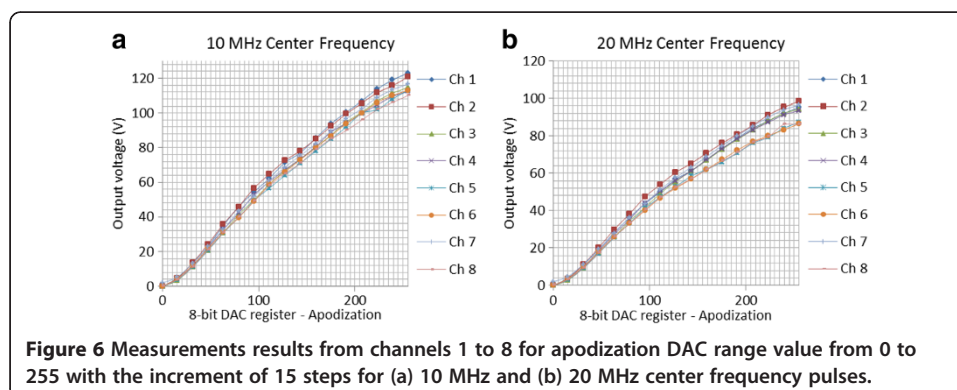 a
10 MHz Center Frequency
Output voltage (V)
120
100
80
60
40
20
0
0 100 200
8-bit DAC register - Apodization
Ch 1
Ch 2
Ch 3
Ch 4
Ch 5
Ch 6
Ch 7
Ch 8
b
20 MHz Center Frequency
Output voltage (V)
120
100
80
60
40
20
0
0 100 200
8-bit DAC register - Apodization
Ch 1
Ch 2
Ch 3
Ch 4
Ch 5
Ch 6
Ch 7
Ch 8
Figure 6 Measurements results from channels 1 to 8 for apodization DAC range value from 0 to
255 with the increment of 15 steps for (a) 10 MHz and (b) 20 MHz center frequency pulses.